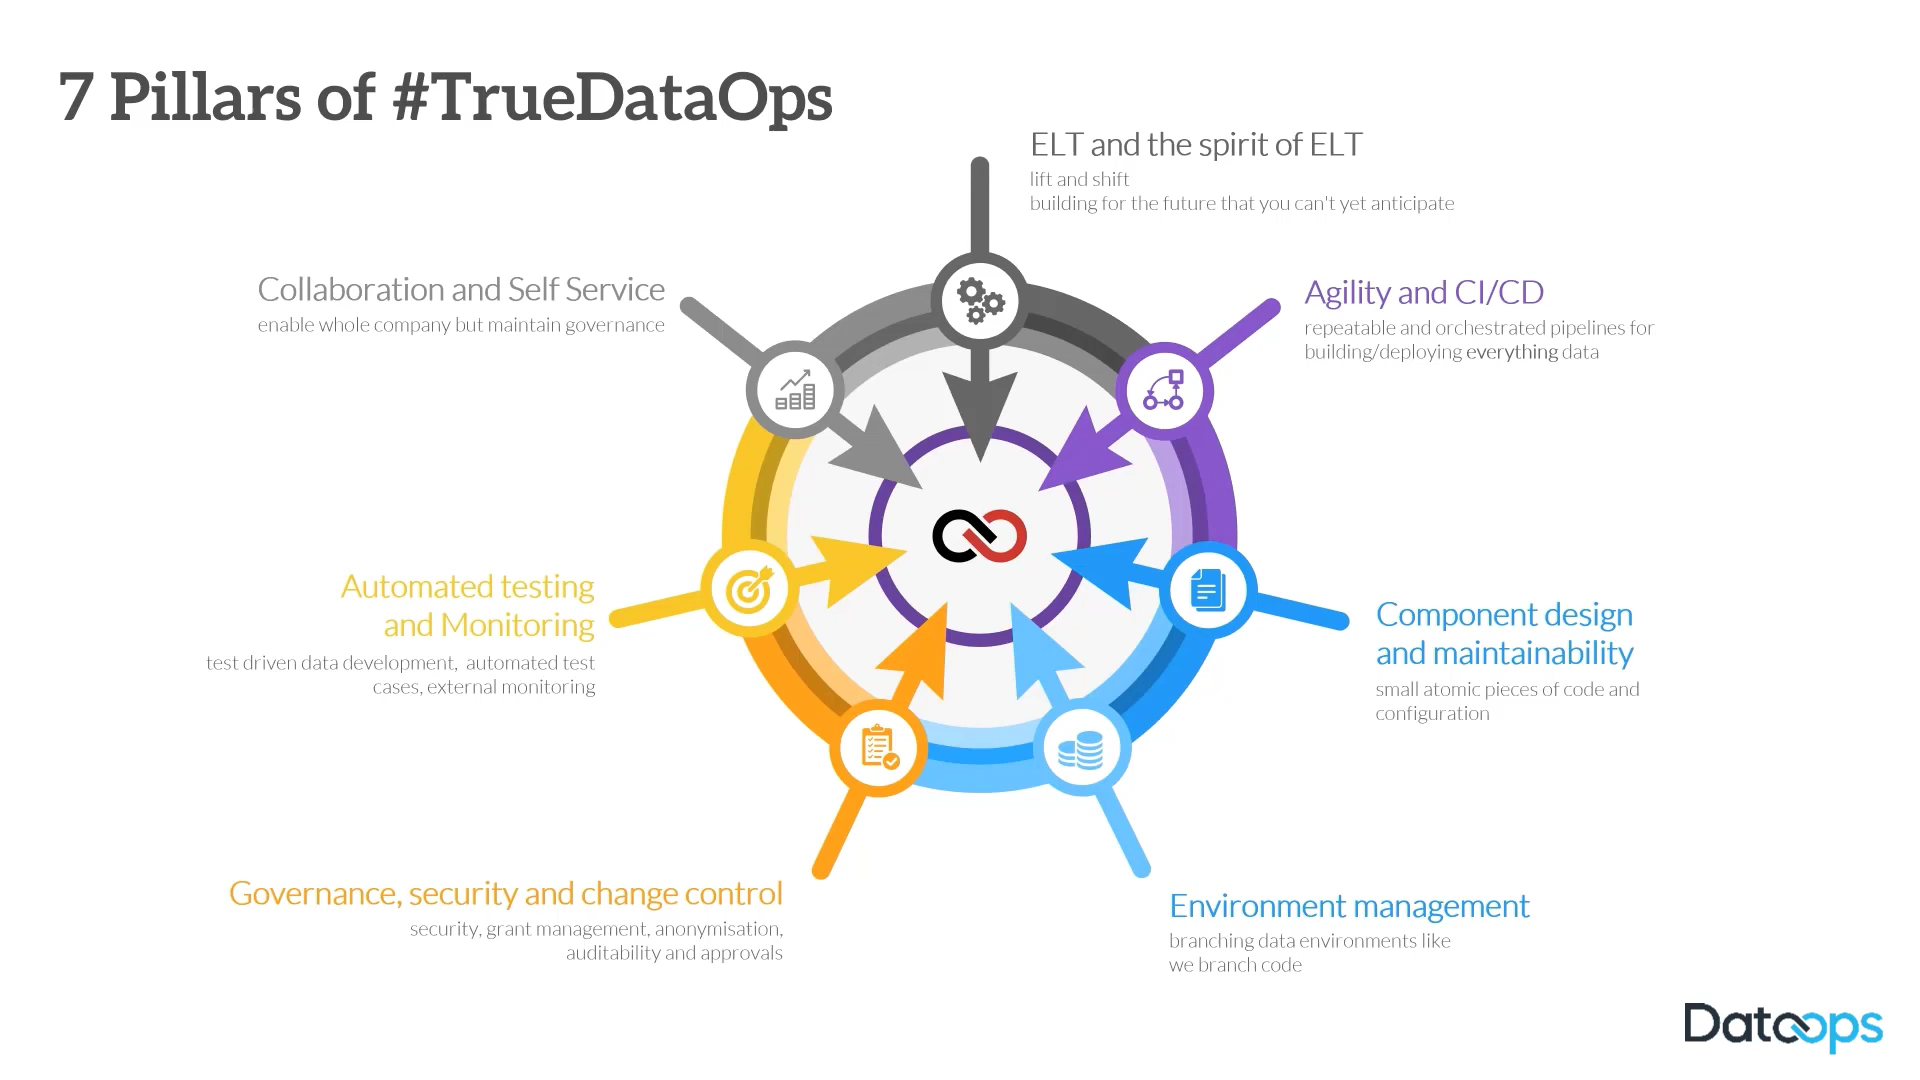 7 Pillars of #TrueDataOps
ELT and the spirit of ELT
lift and shift
building for the future that you can't yet anticipate
Agility and CI/CD
repeatable and orchestrated pipelines for
building/deploying everything data
Component design
and maintainability
small atomic pieces of code and
configuration
Environment management
branching data environments like
we branch code
Governance, security and change control
security, grant management, anonymisation,
auditability and approvals
Automated testing
and Monitoring
test driven data development,  automated test
cases, external monitoring
Collaboration and Self Service
enable whole company but maintain governance
Dataops